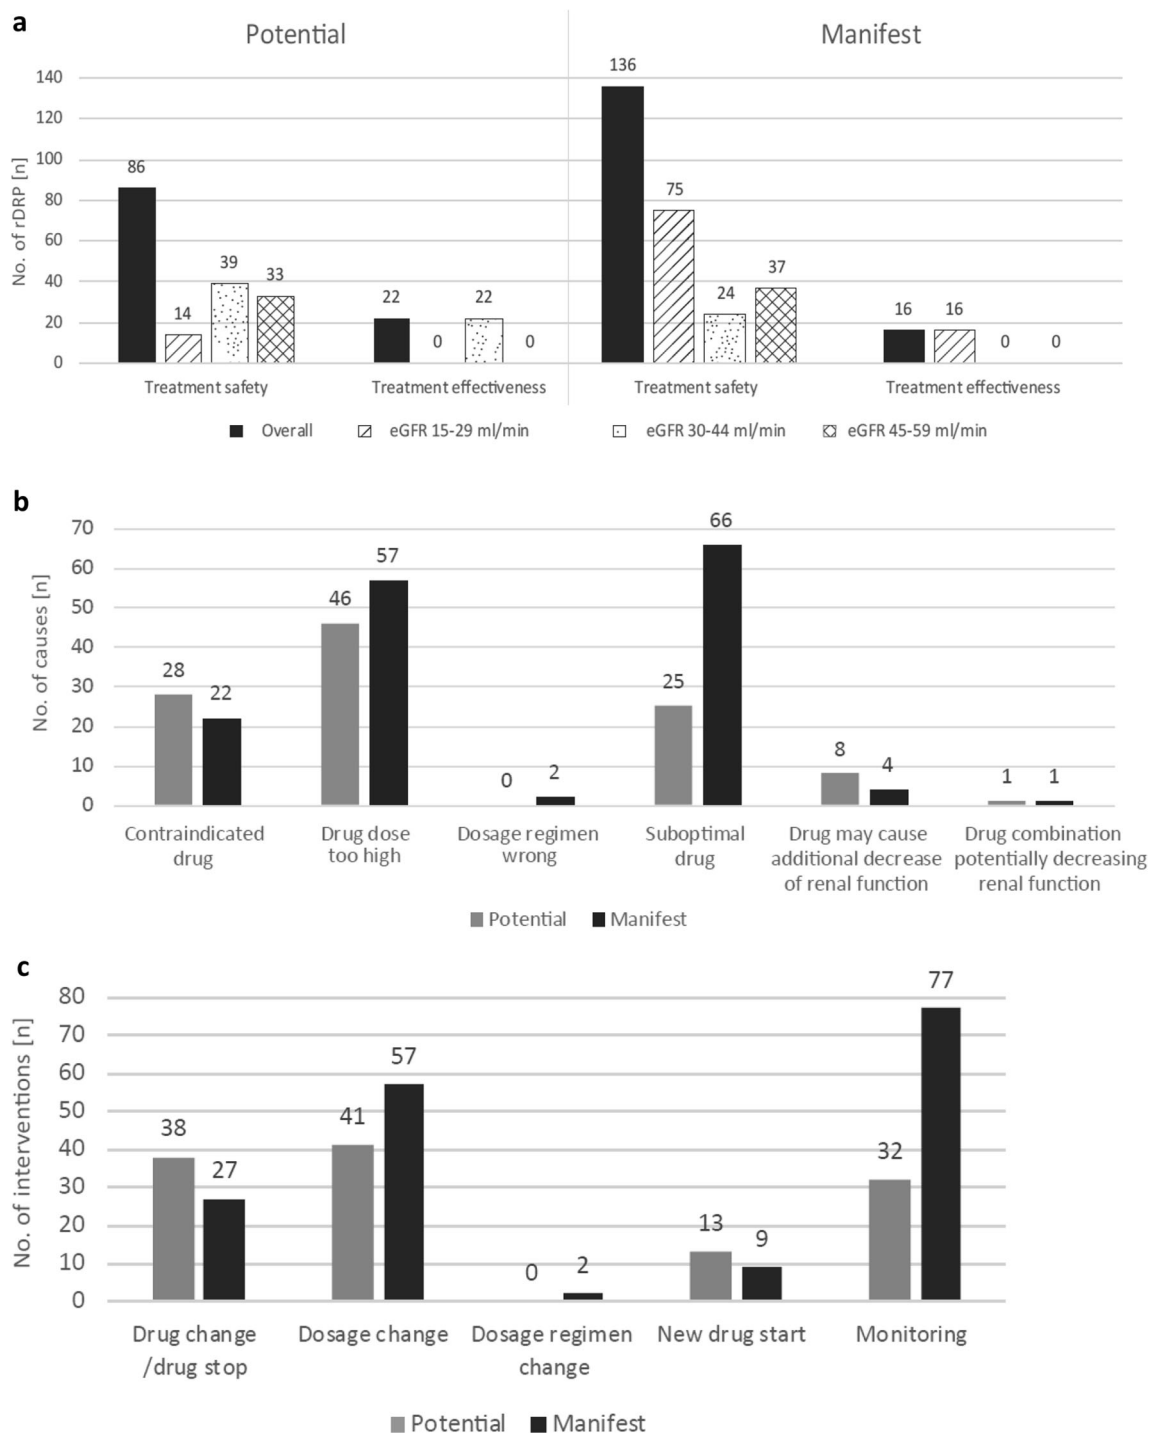 a
Potential
Manifest
No. of rDRP [n]
140
120
100
80
60
40
20
0
86
14
39
33
22
0
22
0
136
75
24
37
16
16
0
0
Treatment safety
Treatment effectiveness
Treatment safety
Treatment effectiveness
Overall
eGFR 15-29 ml/min
eGFR 30-44 ml/min
eGFR 45-59 ml/min
b
No. of causes [n]
70
60
50
40
30
20
10
0
28
22
46
57
0
2
25
66
8
4
1
1
Contraindicated
drug
Drug dose
too high
Dosage regimen
wrong
Suboptimal
drug
Drug may cause
additional decrease
of renal function
Drug combination
potentially decreasing
renal function
Potential
Manifest
c
No. of interventions [n]
80
70
60
50
40
30
20
10
0
38
27
41
57
0
2
13
9
32
77
Drug change
/drug stop
Dosage change
Dosage regimen
change
New drug start
Monitoring
Potential
Manifest